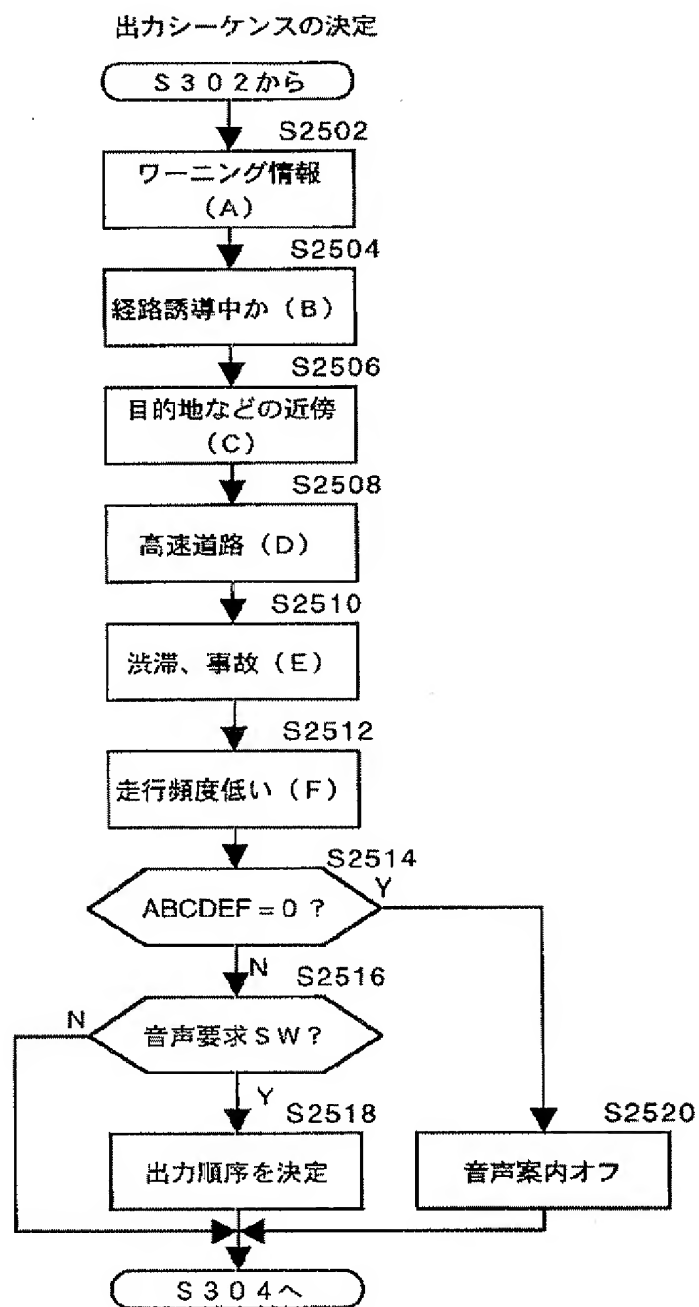 出力シーケンスの決定
S302から
S2502
ワーニング情報
(A)
S2504
経路誘導中か(B)
S2506
目的地などの近傍
(C)
S2508
高速道路(D)
S2510
渋滞、事故(E)
S2512
走行頻度低い(F)
S2514
ABCDEF=0?
Y
N
S2516
音声要求SW?
N
Y
S2518
出力順序を決定
S2520
音声案内オフ
S304へ